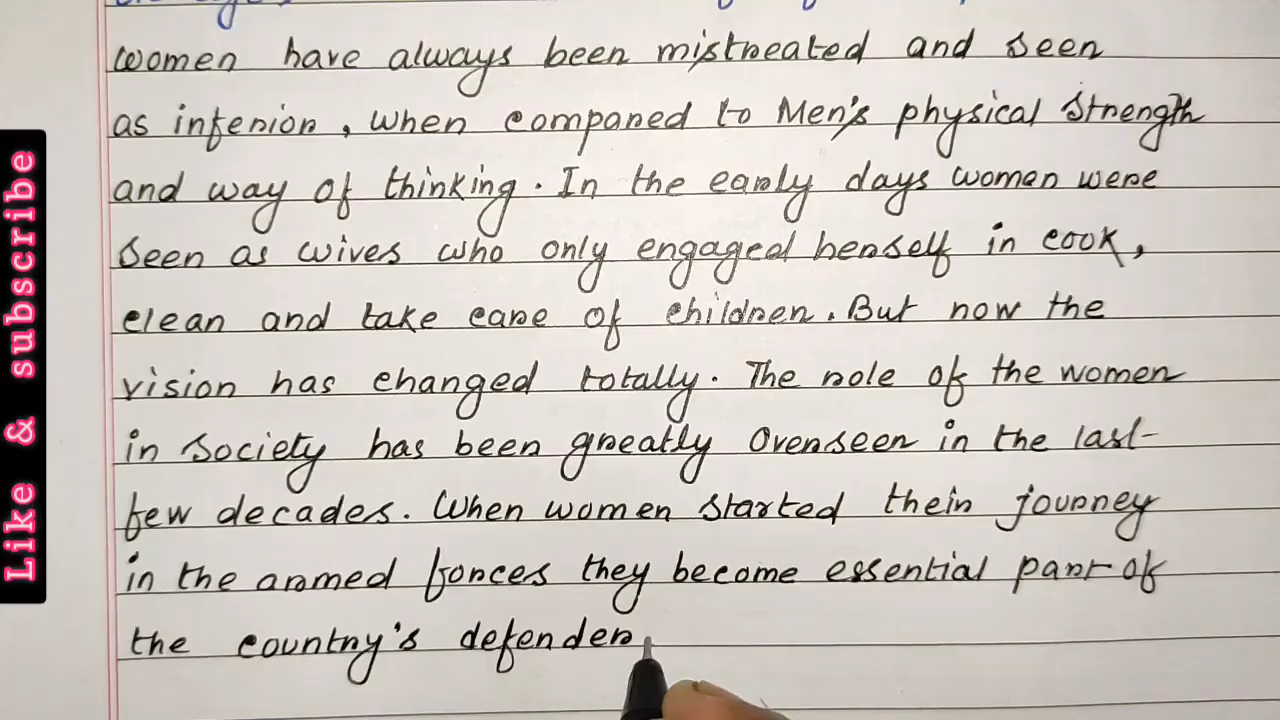 women have always been mistreated and seen
as inferior, when compared to Men's physical strength
and way of thinking. In the early days women were
seen as wives who only engaged herself in cook,
clean and take care of children. But now the
vision has changed totally. The role of the women
in society has been greatly overseen in the last
few decades. When women started their journey
in the armed forces they become essential part of
the country's defender
Like & subscribe